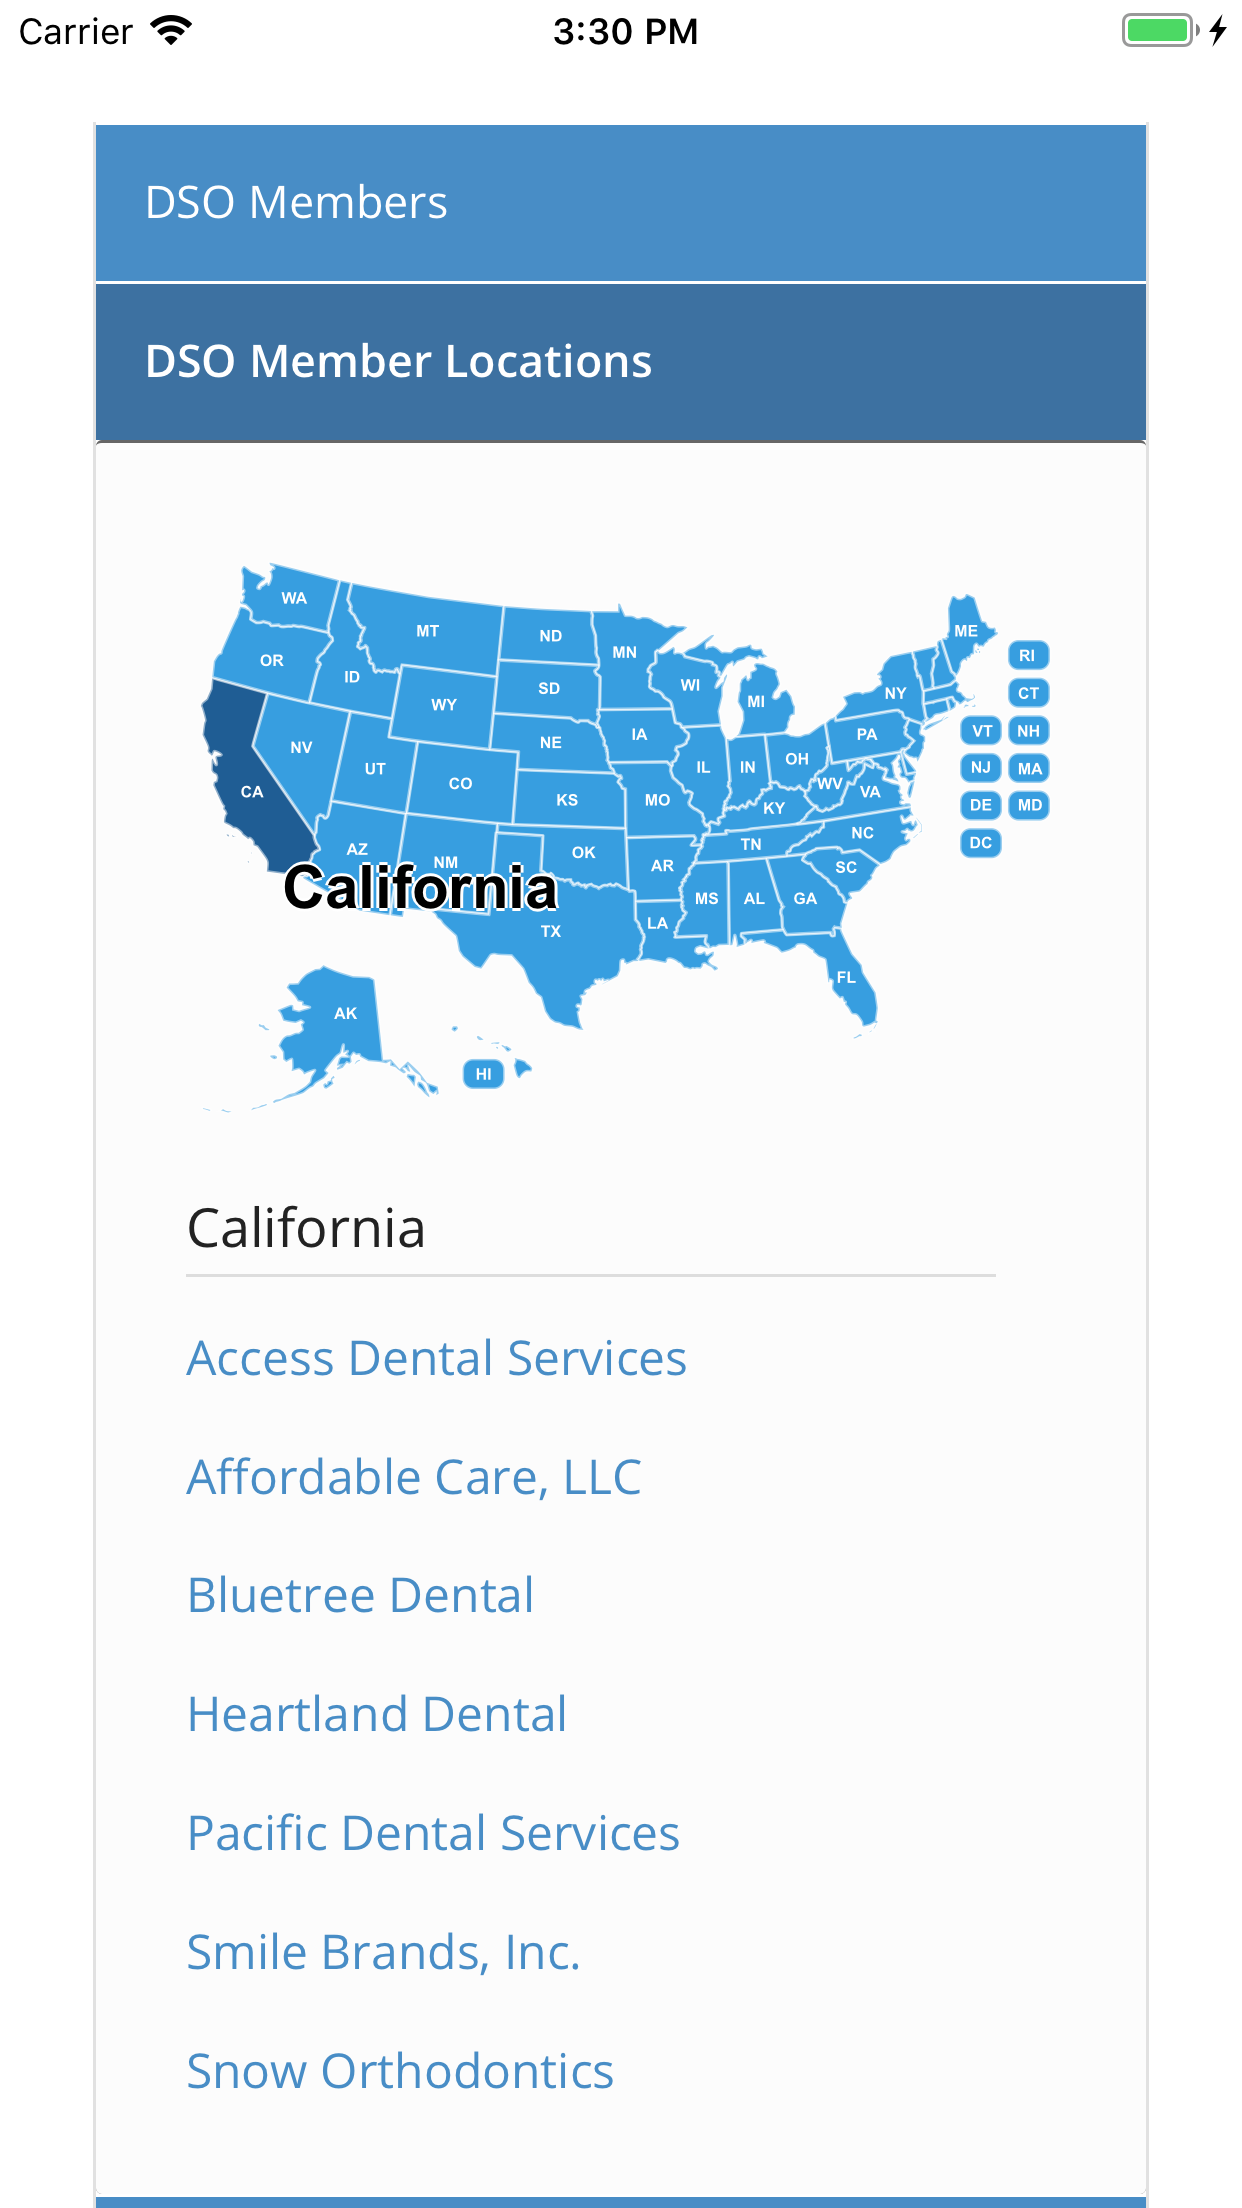 Carrier 3:30 PM
DSO Members
DSO Member Locations
WA
MT
ND
MN
ME
OR
ID
SD
WI
MI
NY
RI
CT
WY
NE
IA
PA
VT NH
NV
UT
CO
IL
IN
OH
NJ MA
CA
KS
MO
KY
WV
VA
DE MD
AZ
NM
OK
AR
TN
NC
SC
DC
California
TX
LA
MS
AL
GA
FL
AK
HI
California
Access Dental Services
Affordable Care, LLC
Bluetree Dental
Heartland Dental
Pacific Dental Services
Smile Brands, Inc.
Snow Orthodontics